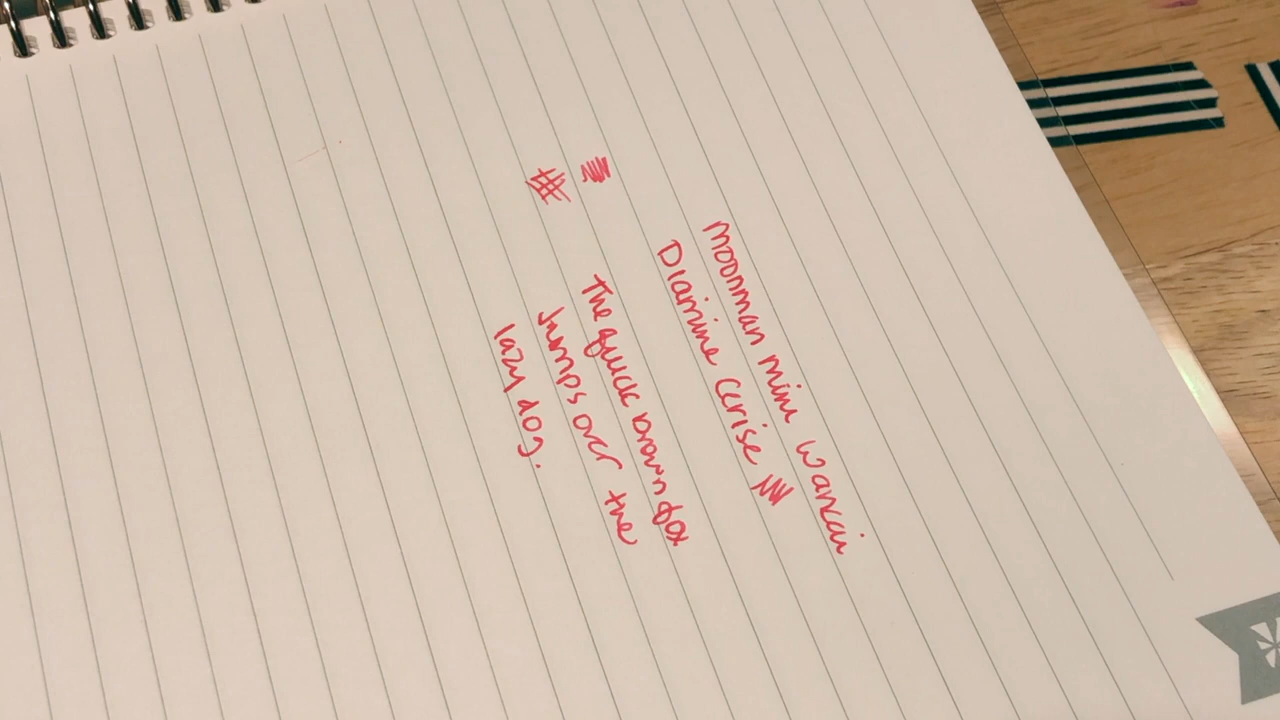 Moonman mini Wancai
Diamine Cerise
The quick brown fox
jumps over the
lazy dog.